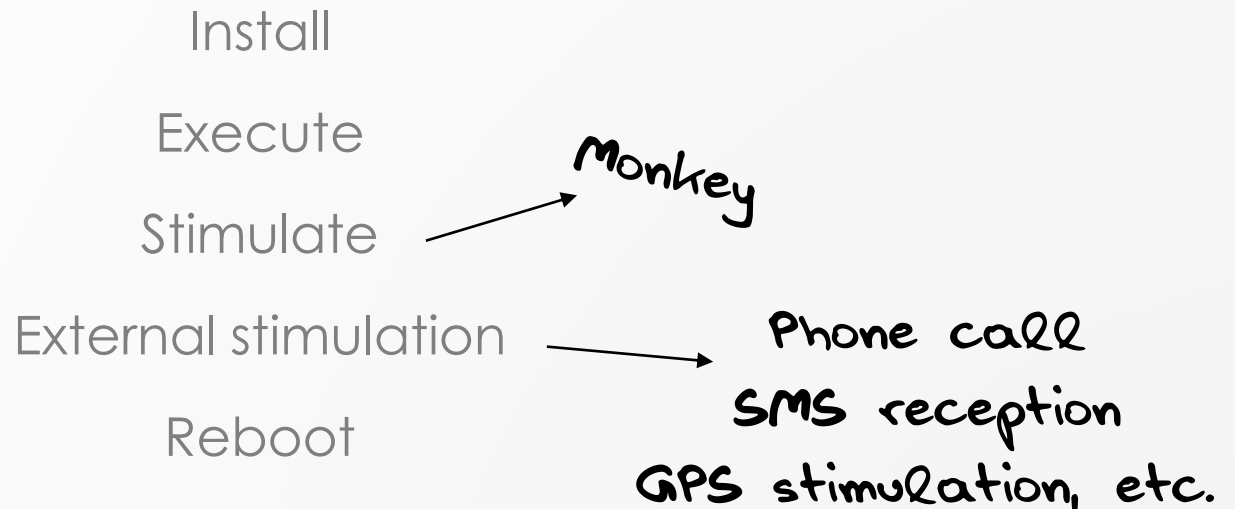 Install
Execute
Monkey
Stimulate
External stimulation
Phone call
SMS reception
Reboot
GPS stimulation, etc.